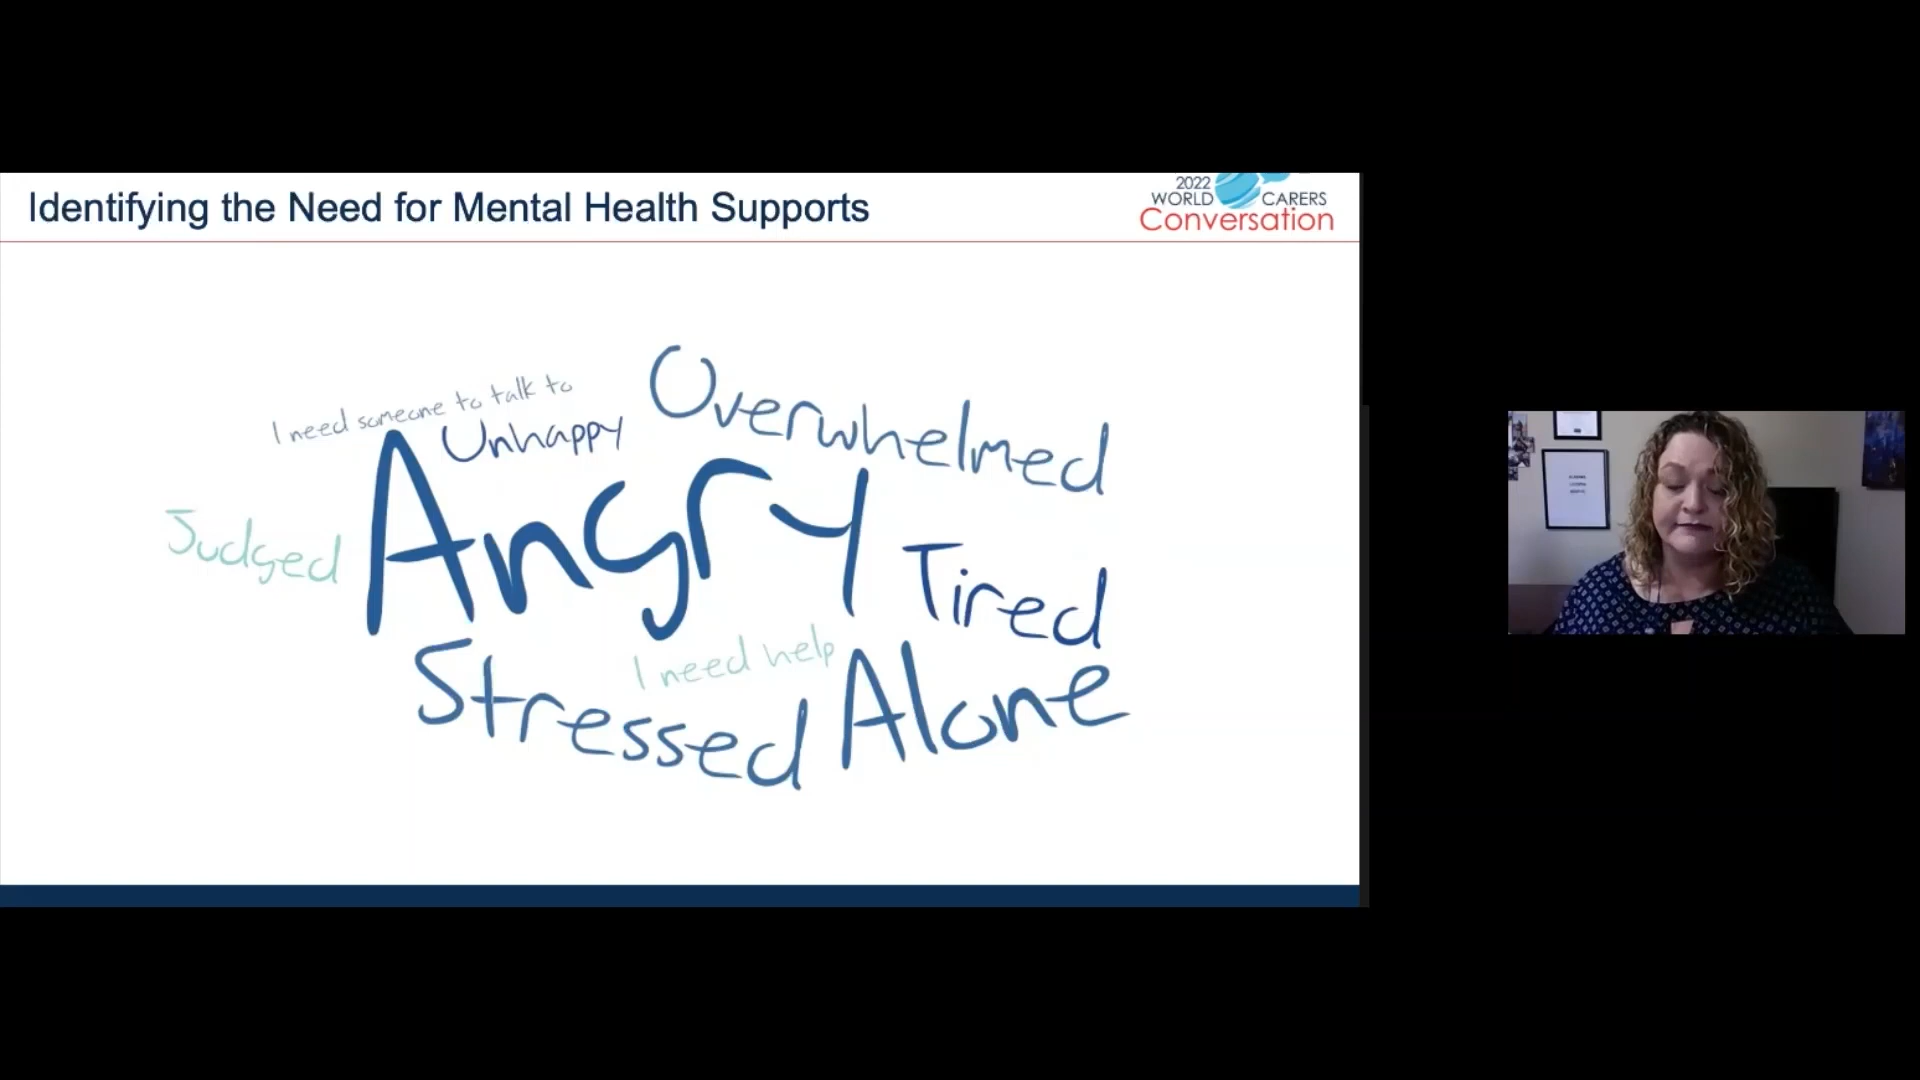 Identifying the Need for Mental Health Supports
2022
WORLD CARERS
Conversation
I need someone to talk to
Unhappy
Overwhelmed
Judged
Angry
Tired
I need help
Stressed
Alone